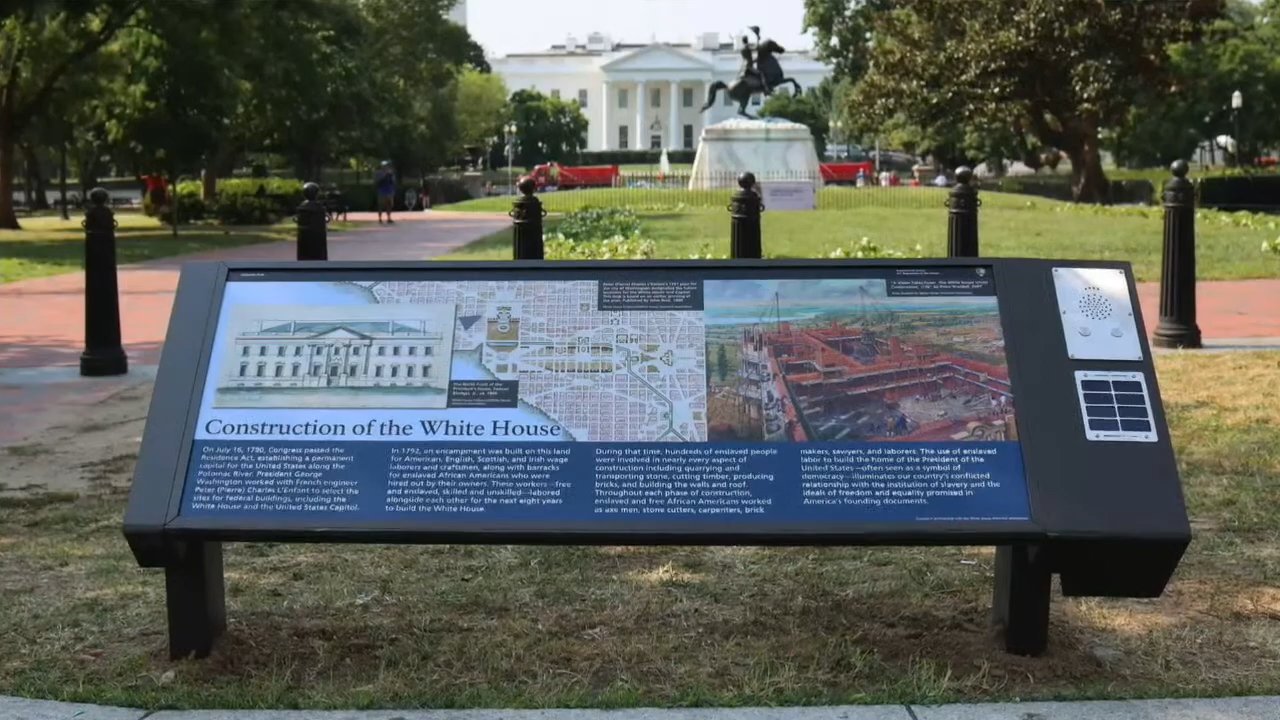 Construction of the White House
On July 16, 1790, Congress passed the
Residence Act, establishing a permanent
capital for the United States along the
Potomac River. President George
Washington worked with French engineer
Peter (Pierre) Charles L'Enfant to select the
sites for federal buildings, including the
White House and the United States Capitol.
In 1792, an encampment was built on this land
for American, English, Scottish, and Irish wage
laborers and craftsmen, along with barracks
for enslaved African Americans who were
hired out by their owners. These workers—free
and enslaved, skilled and unskilled—labored
alongside each other for the next eight years
to build the White House.
During that time, hundreds of enslaved people
were involved in nearly every aspect of
construction including quarrying and
transporting stone, cutting timber, producing
bricks, and building the walls and roof.
Throughout each phase of construction,
enslaved and free African Americans worked
as axe men, stone cutters, carpenters, brick
makers, sawyers, and laborers. The use of enslaved
labor to build the home of the President of the
United States—often seen as a symbol of
democracy—illuminates our country's conflicted
relationship with the institution of slavery and the
ideals of freedom and equality promised in
America's founding documents.